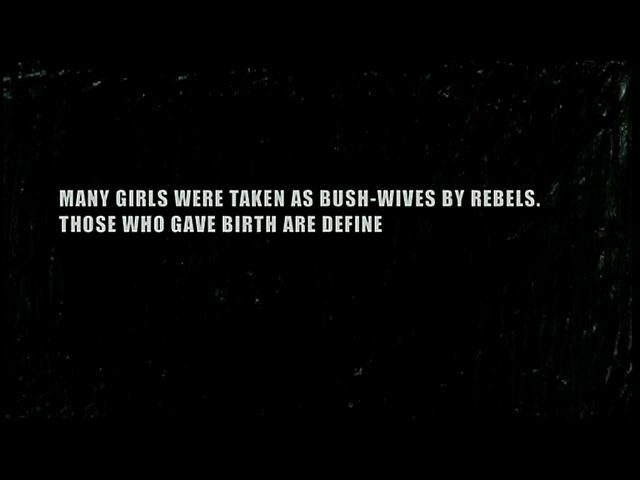 MANY GIRLS WERE TAKEN AS BUSH-WIVES BY REBELS.
THOSE WHO GAVE BIRTH ARE DEFINE